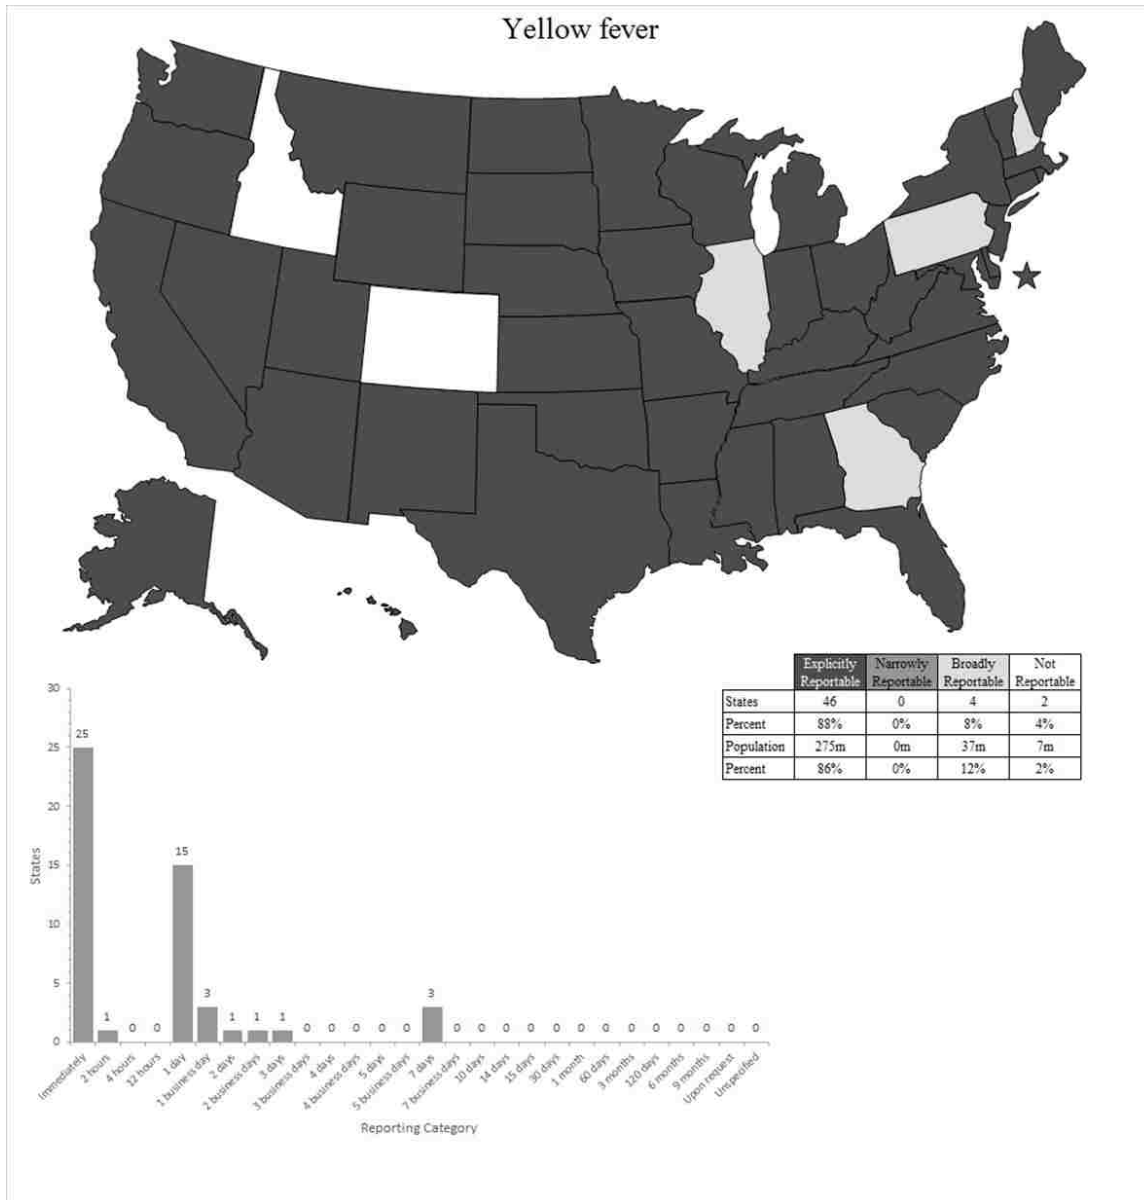 Yellow fever
Explicitly Reportable Narrowly Reportable Broadly Reportable Not Reportable
States 46 0 4 2
Percent 88% 0% 8% 4%
Population 275m 0m 37m 7m
Percent 86% 0% 12% 2%
30
25
20
15
10
5
0
States
25 1 0 0 15 3 1 1 1 0 0 0 0 0 3 0 0 0 0 0 0 0 0 0 0 0 0 0
Immediately
2 hours
4 hours
12 hours
1 day
1 business day
2 days
2 business days
3 days
3 business days
4 days
4 business days
5 days
5 business days
7 days
7 business days
10 days
14 days
15 days
30 days
1 month
60 days
3 months
120 days
6 months
9 months
Upon request
Unspecified
Reporting Category